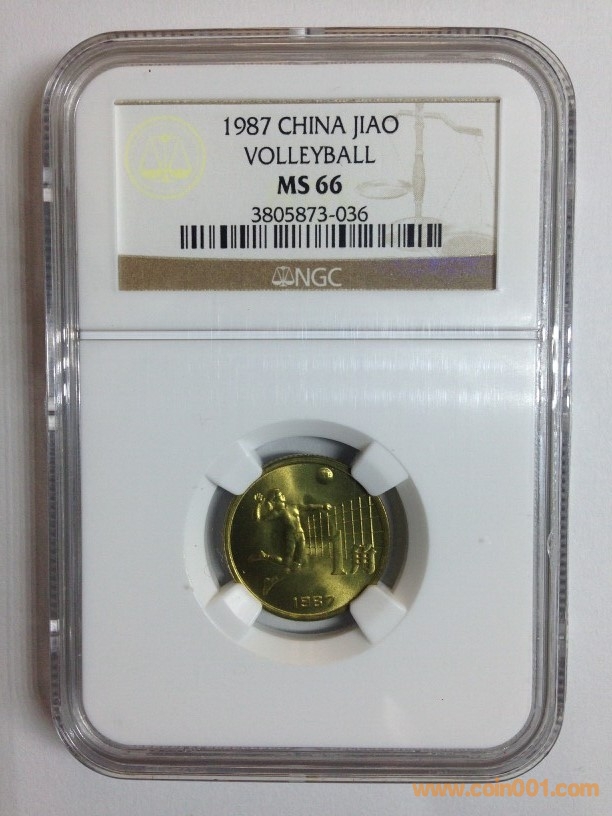 1987 CHINA JIAO
VOLLEYBALL
MS 66
3805873-036
NGC
1角
1987
www.coin001.com